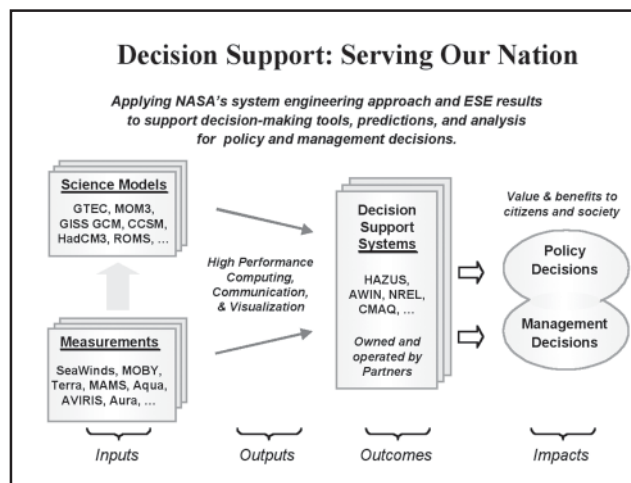 Decision Support: Serving Our Nation
Applying NASA's system engineering approach and ESE results
to support decision-making tools, predictions, and analysis
for policy and management decisions.
Science Models
GTEC, MOM3,
GISS GCM, CCSM,
HadCM3, ROMS, ...
Measurements
SeaWinds, MOBY,
Terra, MAMS, Aqua,
AVIRIS, Aura, ...
High Performance
Computing,
Communication,
& Visualization
Decision
Support
Systems
HAZUS,
AWIN, NREL,
CMAQ, ...
Owned and
operated by
Partners
Value & benefits to
citizens and society
Policy
Decisions
Management
Decisions
Inputs
Outputs
Outcomes
Impacts